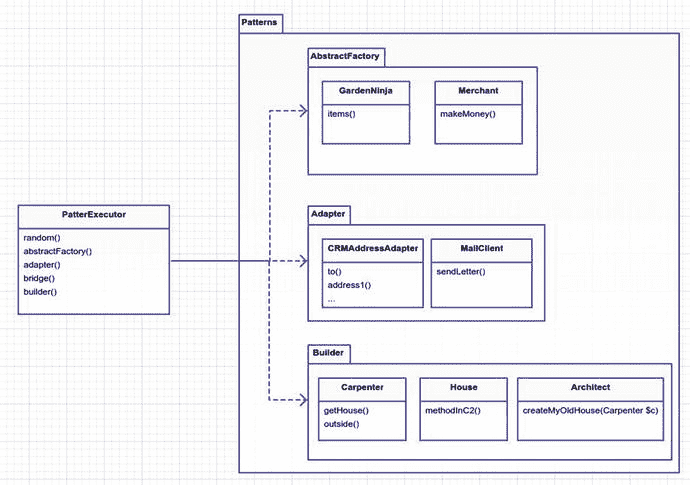 Patterns
AbstractFactory
GardenNinja
items()
Merchant
makeMoney()
PatterExecutor
random()
abstractFactory()
adapter()
bridge()
builder()
Adapter
CRMAddressAdapter
to()
address1()
...
MailClient
sendLetter()
Builder
Carpenter
getHouse()
outside()
House
methodInC2()
Architect
createMyOldHouse(Carpenter $c)